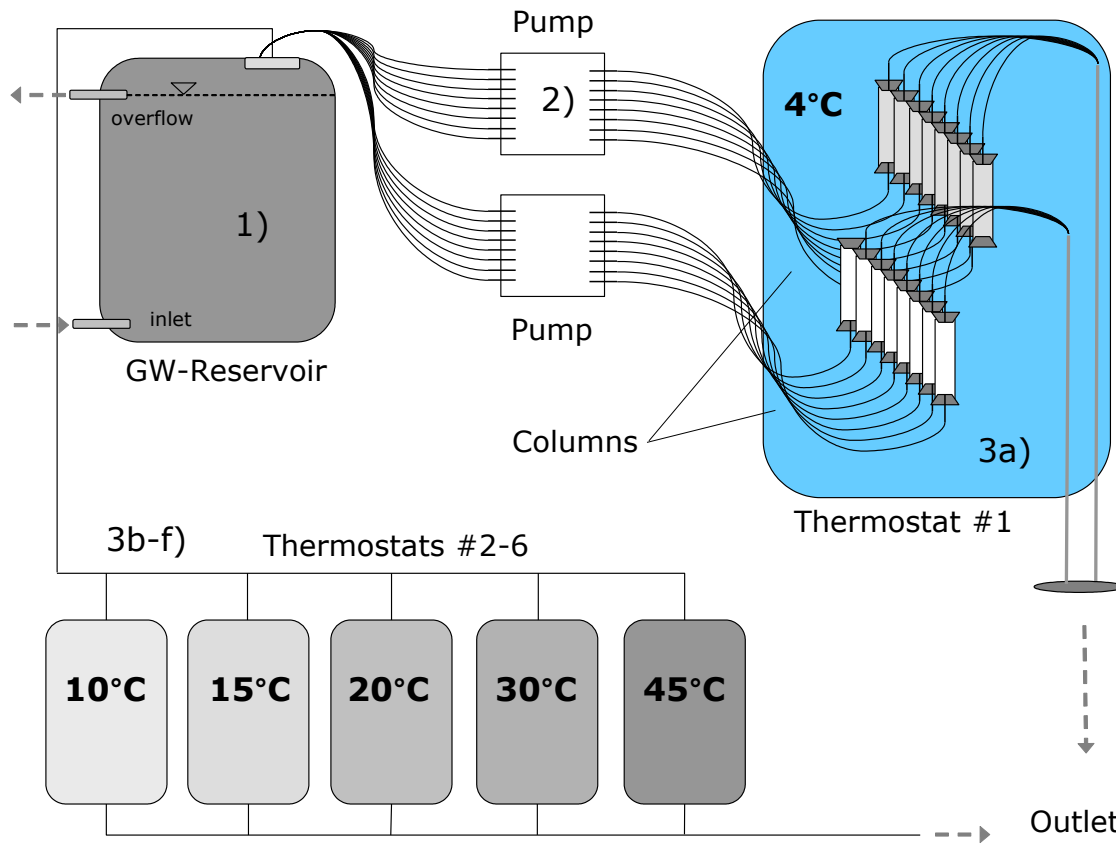 Pump
2)
4°C
overflow
1)
inlet
GW-Reservoir
Pump
Columns
3a)
Thermostat #1
3b-f)
Thermostats #2-6
10°C
15°C
20°C
30°C
45°C
Outlet